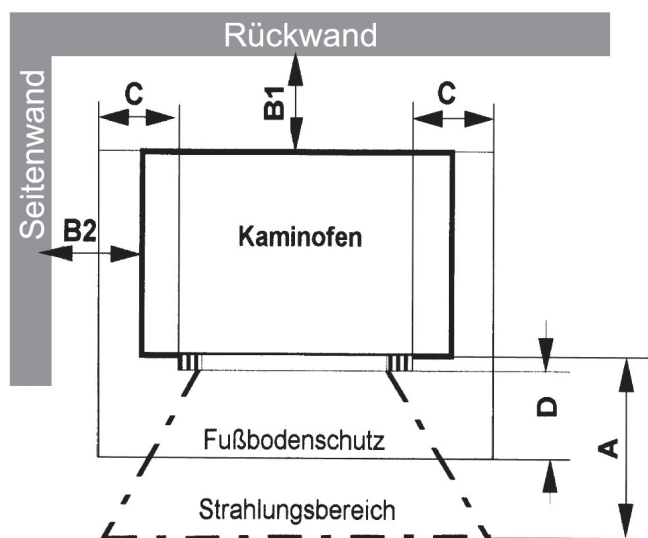 Rückwand
Seitenwand
C
B1
C
B2
Kaminofen
D
A
Fußbodenschutz
Strahlungsbereich